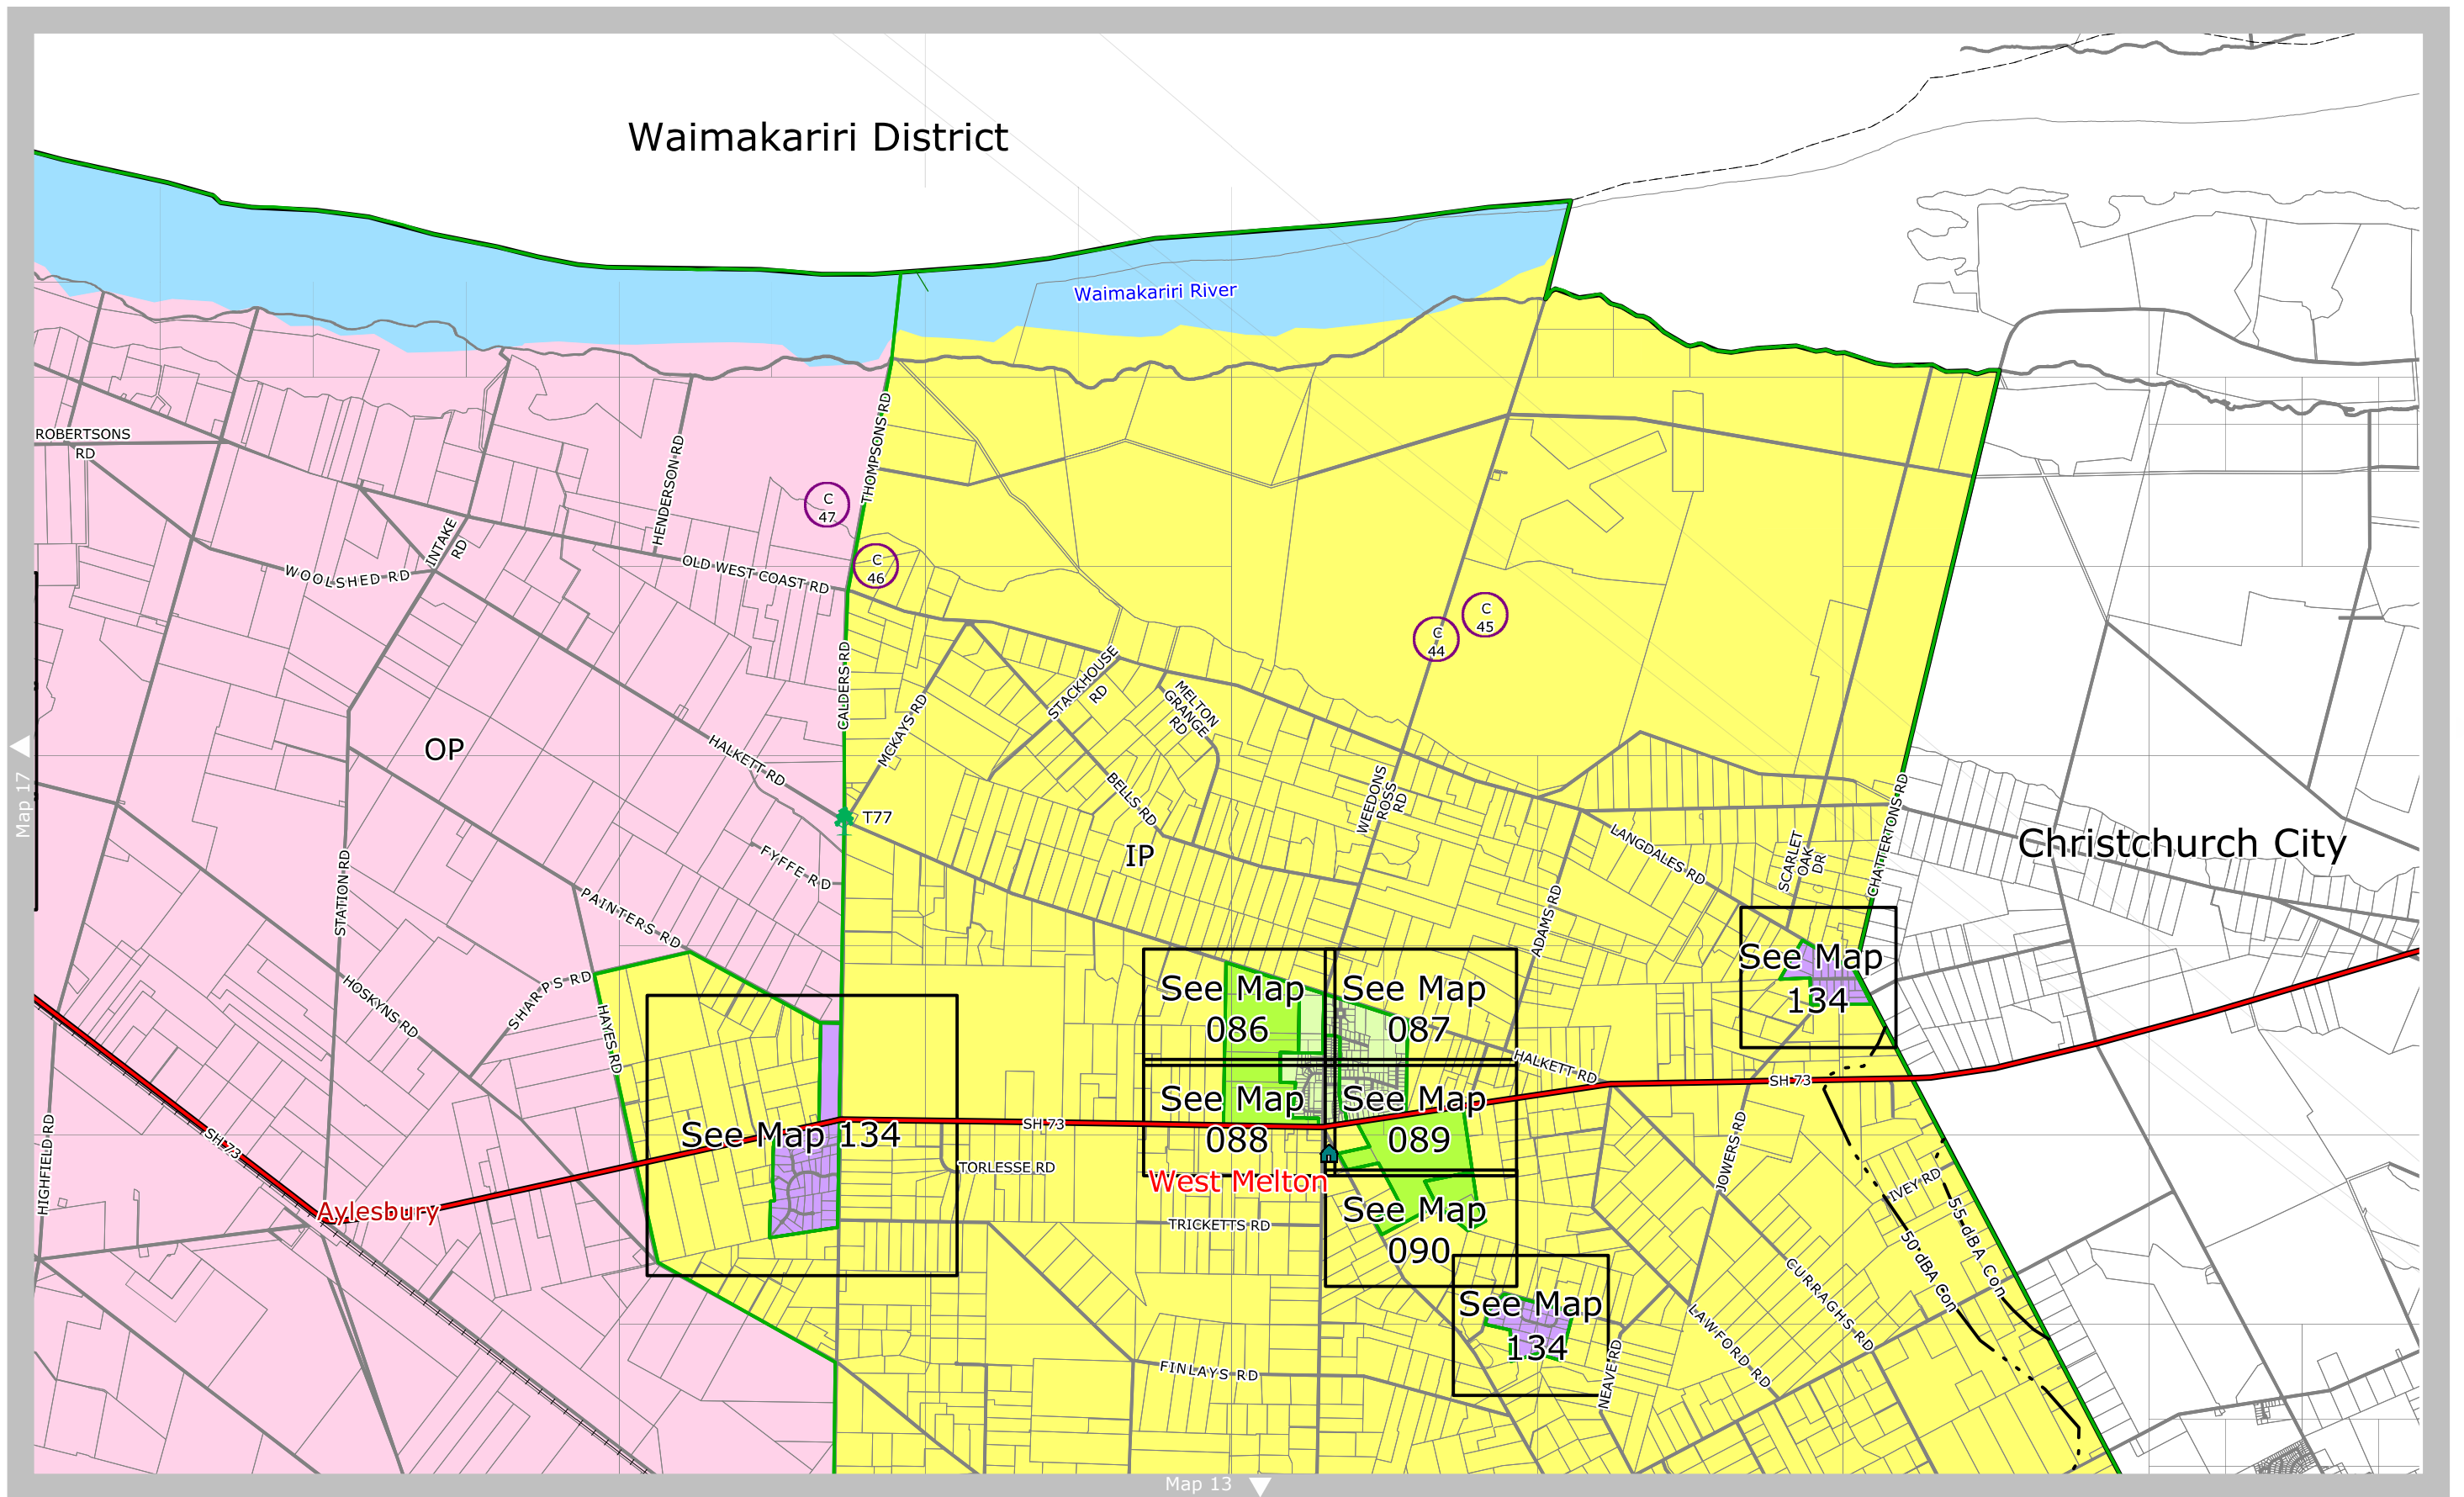 Waimakariri District
Waimakariri River
ROBERTSONS
RD
THOMPSONS RD
HENDERSON RD
C
47
INTAKE
RD
WOOLSHED RD
OLD WEST COAST RD
C
46
C
45
C
44
CALDERS RD
STACKHOUSE
RD
MELTON
GRANGE
RD
MCKAYS RD
OP
HALKETT RD
BELLS RD
WEEDONS
ROSS
RD
Map 17
T77
IP
FYFFE RD
LANGDALES RD
SCARLET
OAK
DR
CHATTERTONS RD
Christchurch City
STATION RD
PAINTERS RD
ADAMS RD
See Map
134
HOSKYNS RD
SHARPS RD
HAYES RD
See Map
086
See Map
087
HALKETT RD
SH 73
See Map
088
See Map
089
SH 73
See Map 134
SH 73
HIGHFIELD RD
TORLESSE RD
West Melton
JOWERS RD
IVEY RD
Aylesbury
TRICKETTS RD
See Map
090
55 dBA Con
50 dBA Con
CURRAGHS RD
See Map
134
LAWFORD RD
NEAVE RD
FINLAYS RD
Map 13